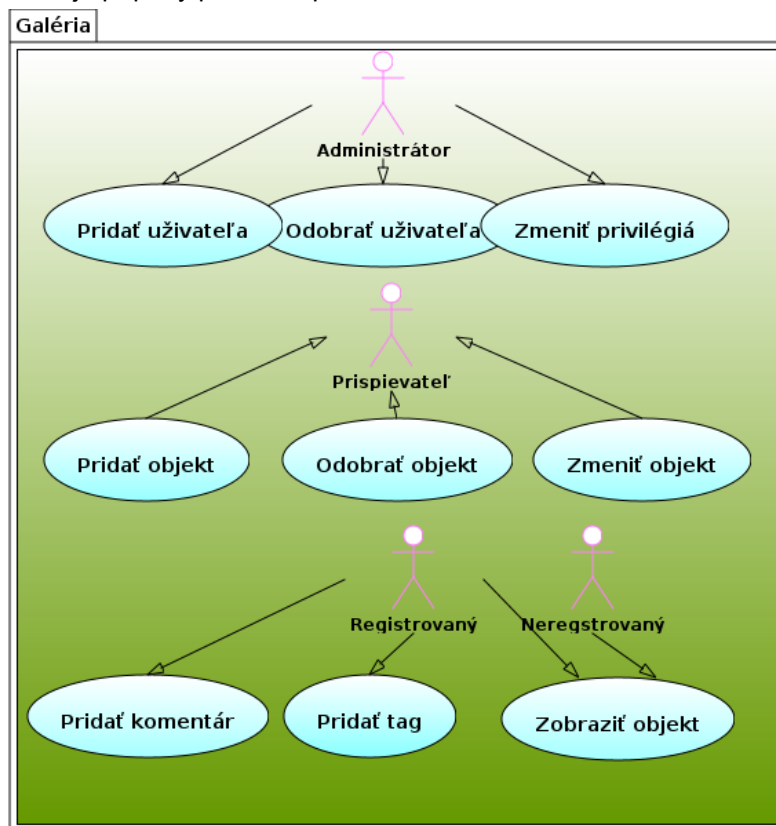 Galéria
Administrátor
Pridať uživateľa
Odobrať uživateľa
Zmeniť privilégiá
Prispievateľ
Pridať objekt
Odobrať objekt
Zmeniť objekt
Registrovaný
Neregstrovaný
Pridať komentár
Pridať tag
Zobraziť objekt